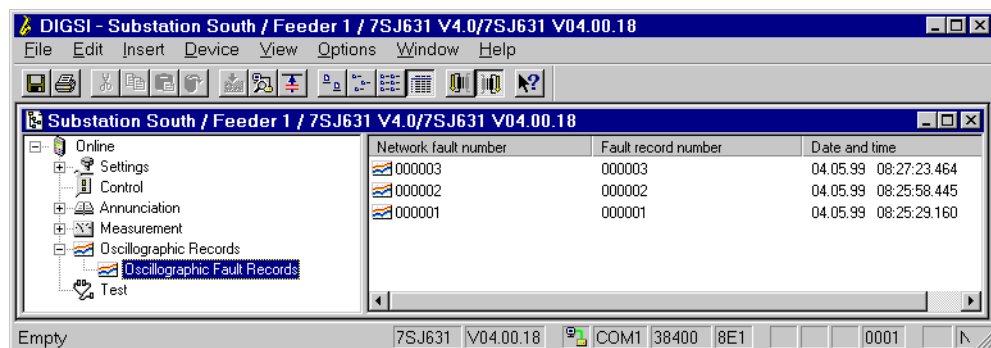 DIGSI - Substation South / Feeder 1 / 7SJ631 V4.0/7SJ631 V04.00.18
File Edit Insert Device View Options Window Help
Substation South / Feeder 1 / 7SJ631 V4.0/7SJ631 V04.00.18
Online
Settings
Control
Annunciation
Measurement
Oscillographic Records
Oscillographic Fault Records
Test
Network fault number Fault record number Date and time
000003 000003 04.05.99 08:27:23.464
000002 000002 04.05.99 08:25:58.445
000001 000001 04.05.99 08:25:29.160
Empty 7SJ631 V04.00.18 COM1 38400 8E1 0001